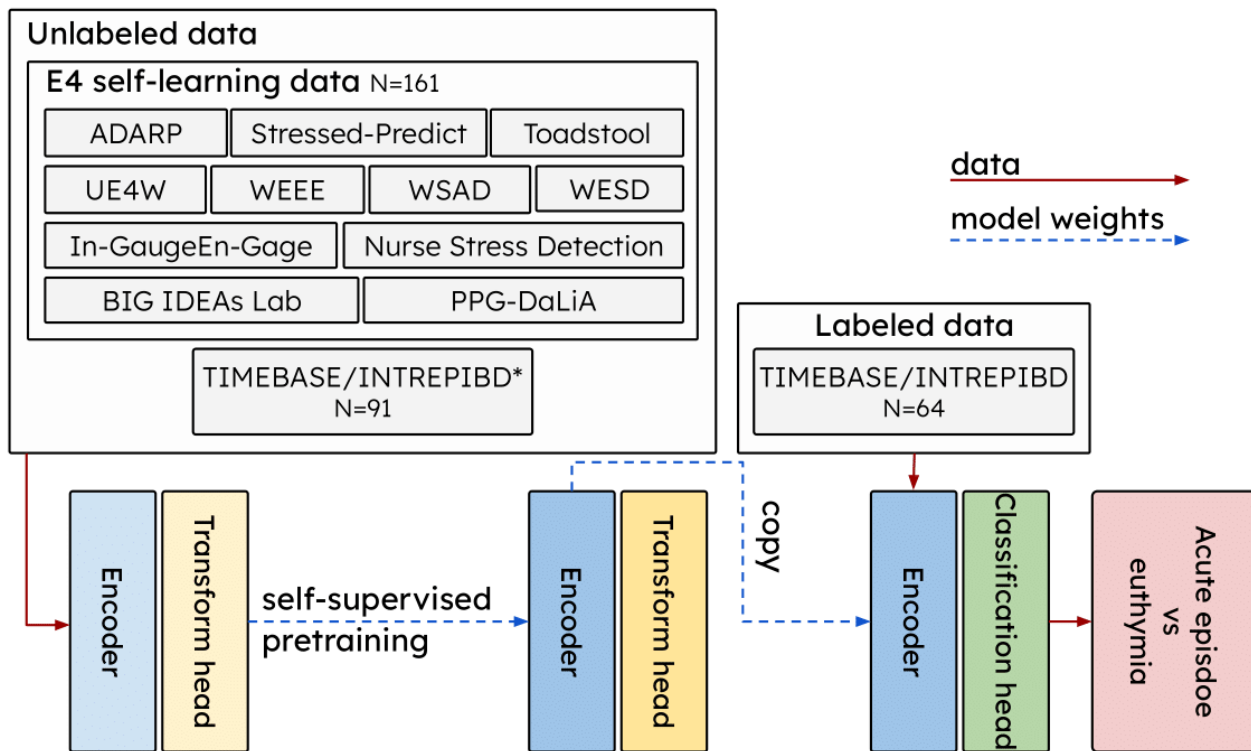 Unlabeled data
E4 self-learning data N=161
ADARP
Stressed-Predict
Toadstool
UE4W
WEEE
WSAD
WESD
In-GaugeEn-Gage
Nurse Stress Detection
BIG IDEAs Lab
PPG-DaLiA
TIMEBASE/INTREPIBD*
N=91
data
model weights
Labeled data
TIMEBASE/INTREPIBD
N=64
Encoder
Transform head
self-supervised
pretraining
Encoder
Transform head
copy
Encoder
Classification head
Acute episdoe
vs
euthymia